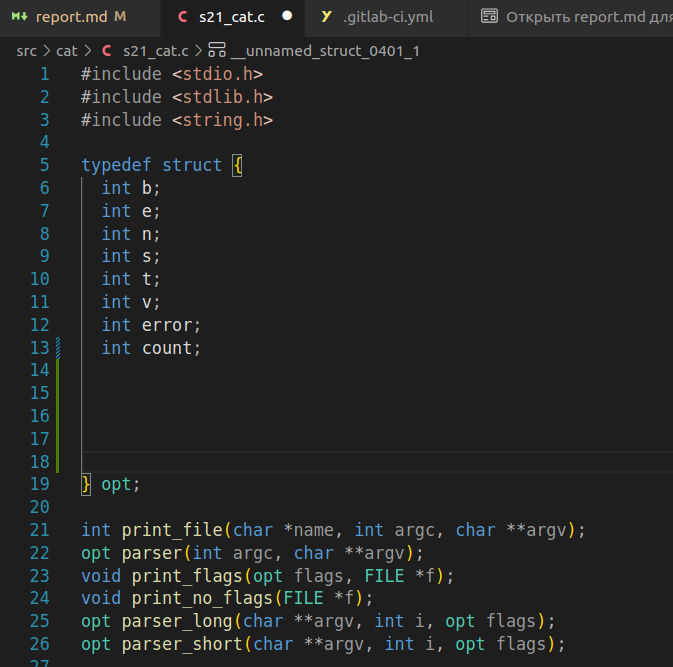 report.md M s21_cat.c .gitlab-ci.yml Открыть report.md для
src > cat > C s21_cat.c > __unnamed_struct_0401_1
1 #include <stdio.h>
2 #include <stdlib.h>
3 #include <string.h>
4
5 typedef struct {
6 int b;
7 int e;
8 int n;
9 int s;
10 int t;
11 int v;
12 int error;
13 int count;
14
15
16
17
18
19 } opt;
20
21 int print_file(char *name, int argc, char **argv);
22 opt parser(int argc, char **argv);
23 void print_flags(opt flags, FILE *f);
24 void print_no_flags(FILE *f);
25 opt parser_long(char **argv, int i, opt flags);
26 opt parser_short(char **argv, int i, opt flags);
27